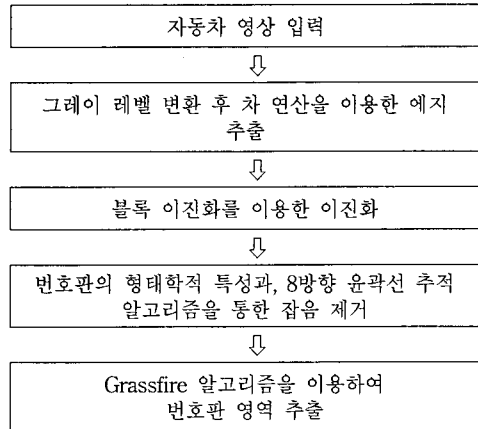 자동차 영상 입력
그레이 레벨 변환 후 차 연산을 이용한 에지
추출
블록 이진화를 이용한 이진화
번호판의 형태학적 특성과, 8방향 윤곽선 추적
알고리즘을 통한 잡음 제거
Grassfire 알고리즘을 이용하여
번호판 영역 추출